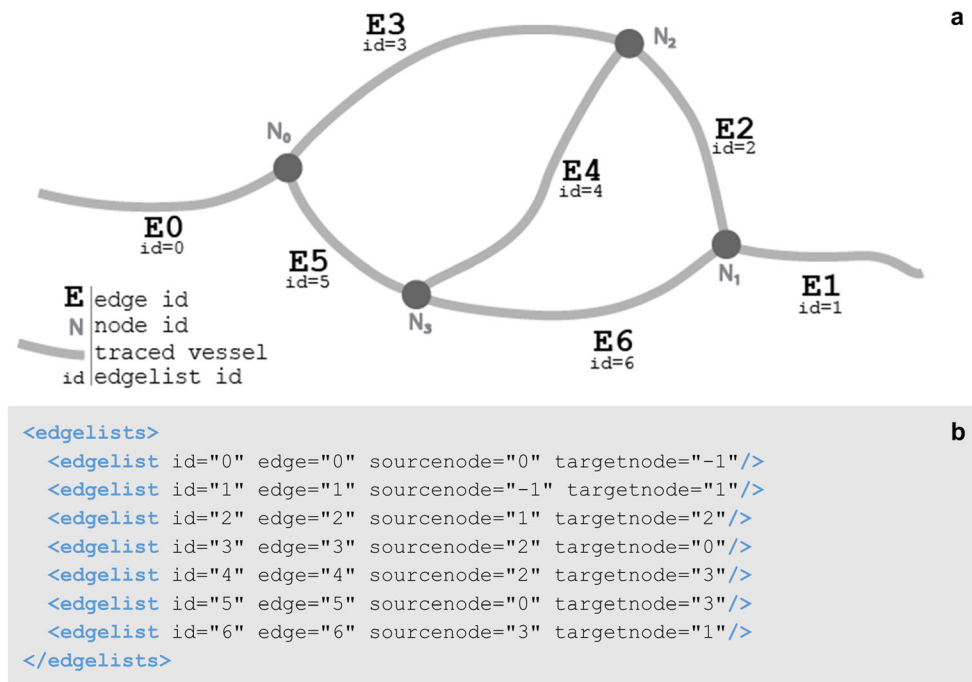 a
E3
id=3
N₂
N₀
E2
id=2
E4
id=4
E0
id=0
E5
id=5
N₁
E1
id=1
N₃
E6
id=6
E edge id
N node id
traced vessel
id edgelist id
b
<edgelists>
<edgelist id="0" edge="0" sourcenode="0" targetnode="-1"/>
<edgelist id="1" edge="1" sourcenode="-1" targetnode="1"/>
<edgelist id="2" edge="2" sourcenode="1" targetnode="2"/>
<edgelist id="3" edge="3" sourcenode="2" targetnode="0"/>
<edgelist id="4" edge="4" sourcenode="2" targetnode="3"/>
<edgelist id="5" edge="5" sourcenode="0" targetnode="3"/>
<edgelist id="6" edge="6" sourcenode="3" targetnode="1"/>
</edgelists>